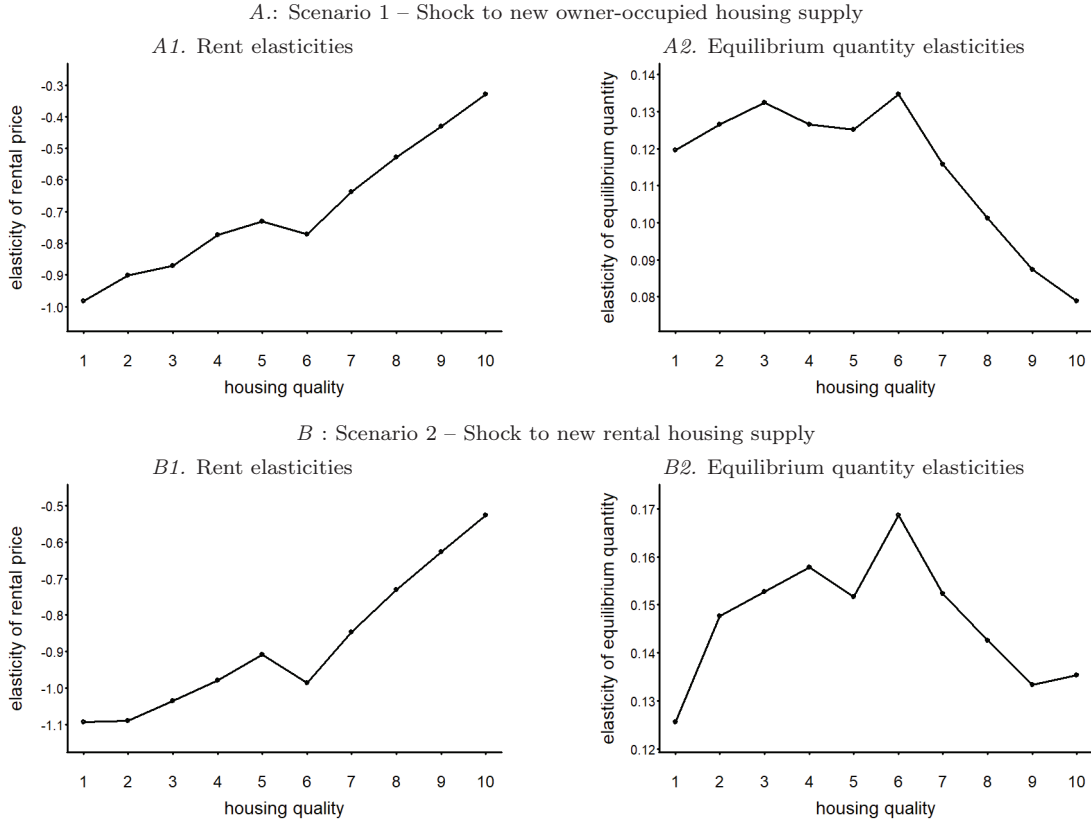 A.: Scenario 1 – Shock to new owner-occupied housing supply
A1. Rent elasticities
elasticity of rental price
-0.3
-0.4
-0.5
-0.6
-0.7
-0.8
-0.9
-1.0
1 2 3 4 5 6 7 8 9 10
housing quality
A2. Equilibrium quantity elasticities
elasticity of equilibrium quantity
0.14
0.13
0.12
0.11
0.10
0.09
0.08
1 2 3 4 5 6 7 8 9 10
housing quality
B : Scenario 2 – Shock to new rental housing supply
B1. Rent elasticities
elasticity of rental price
-0.5
-0.6
-0.7
-0.8
-0.9
-1.0
-1.1
1 2 3 4 5 6 7 8 9 10
housing quality
B2. Equilibrium quantity elasticities
elasticity of equilibrium quantity
0.17
0.16
0.15
0.14
0.13
0.12
1 2 3 4 5 6 7 8 9 10
housing quality